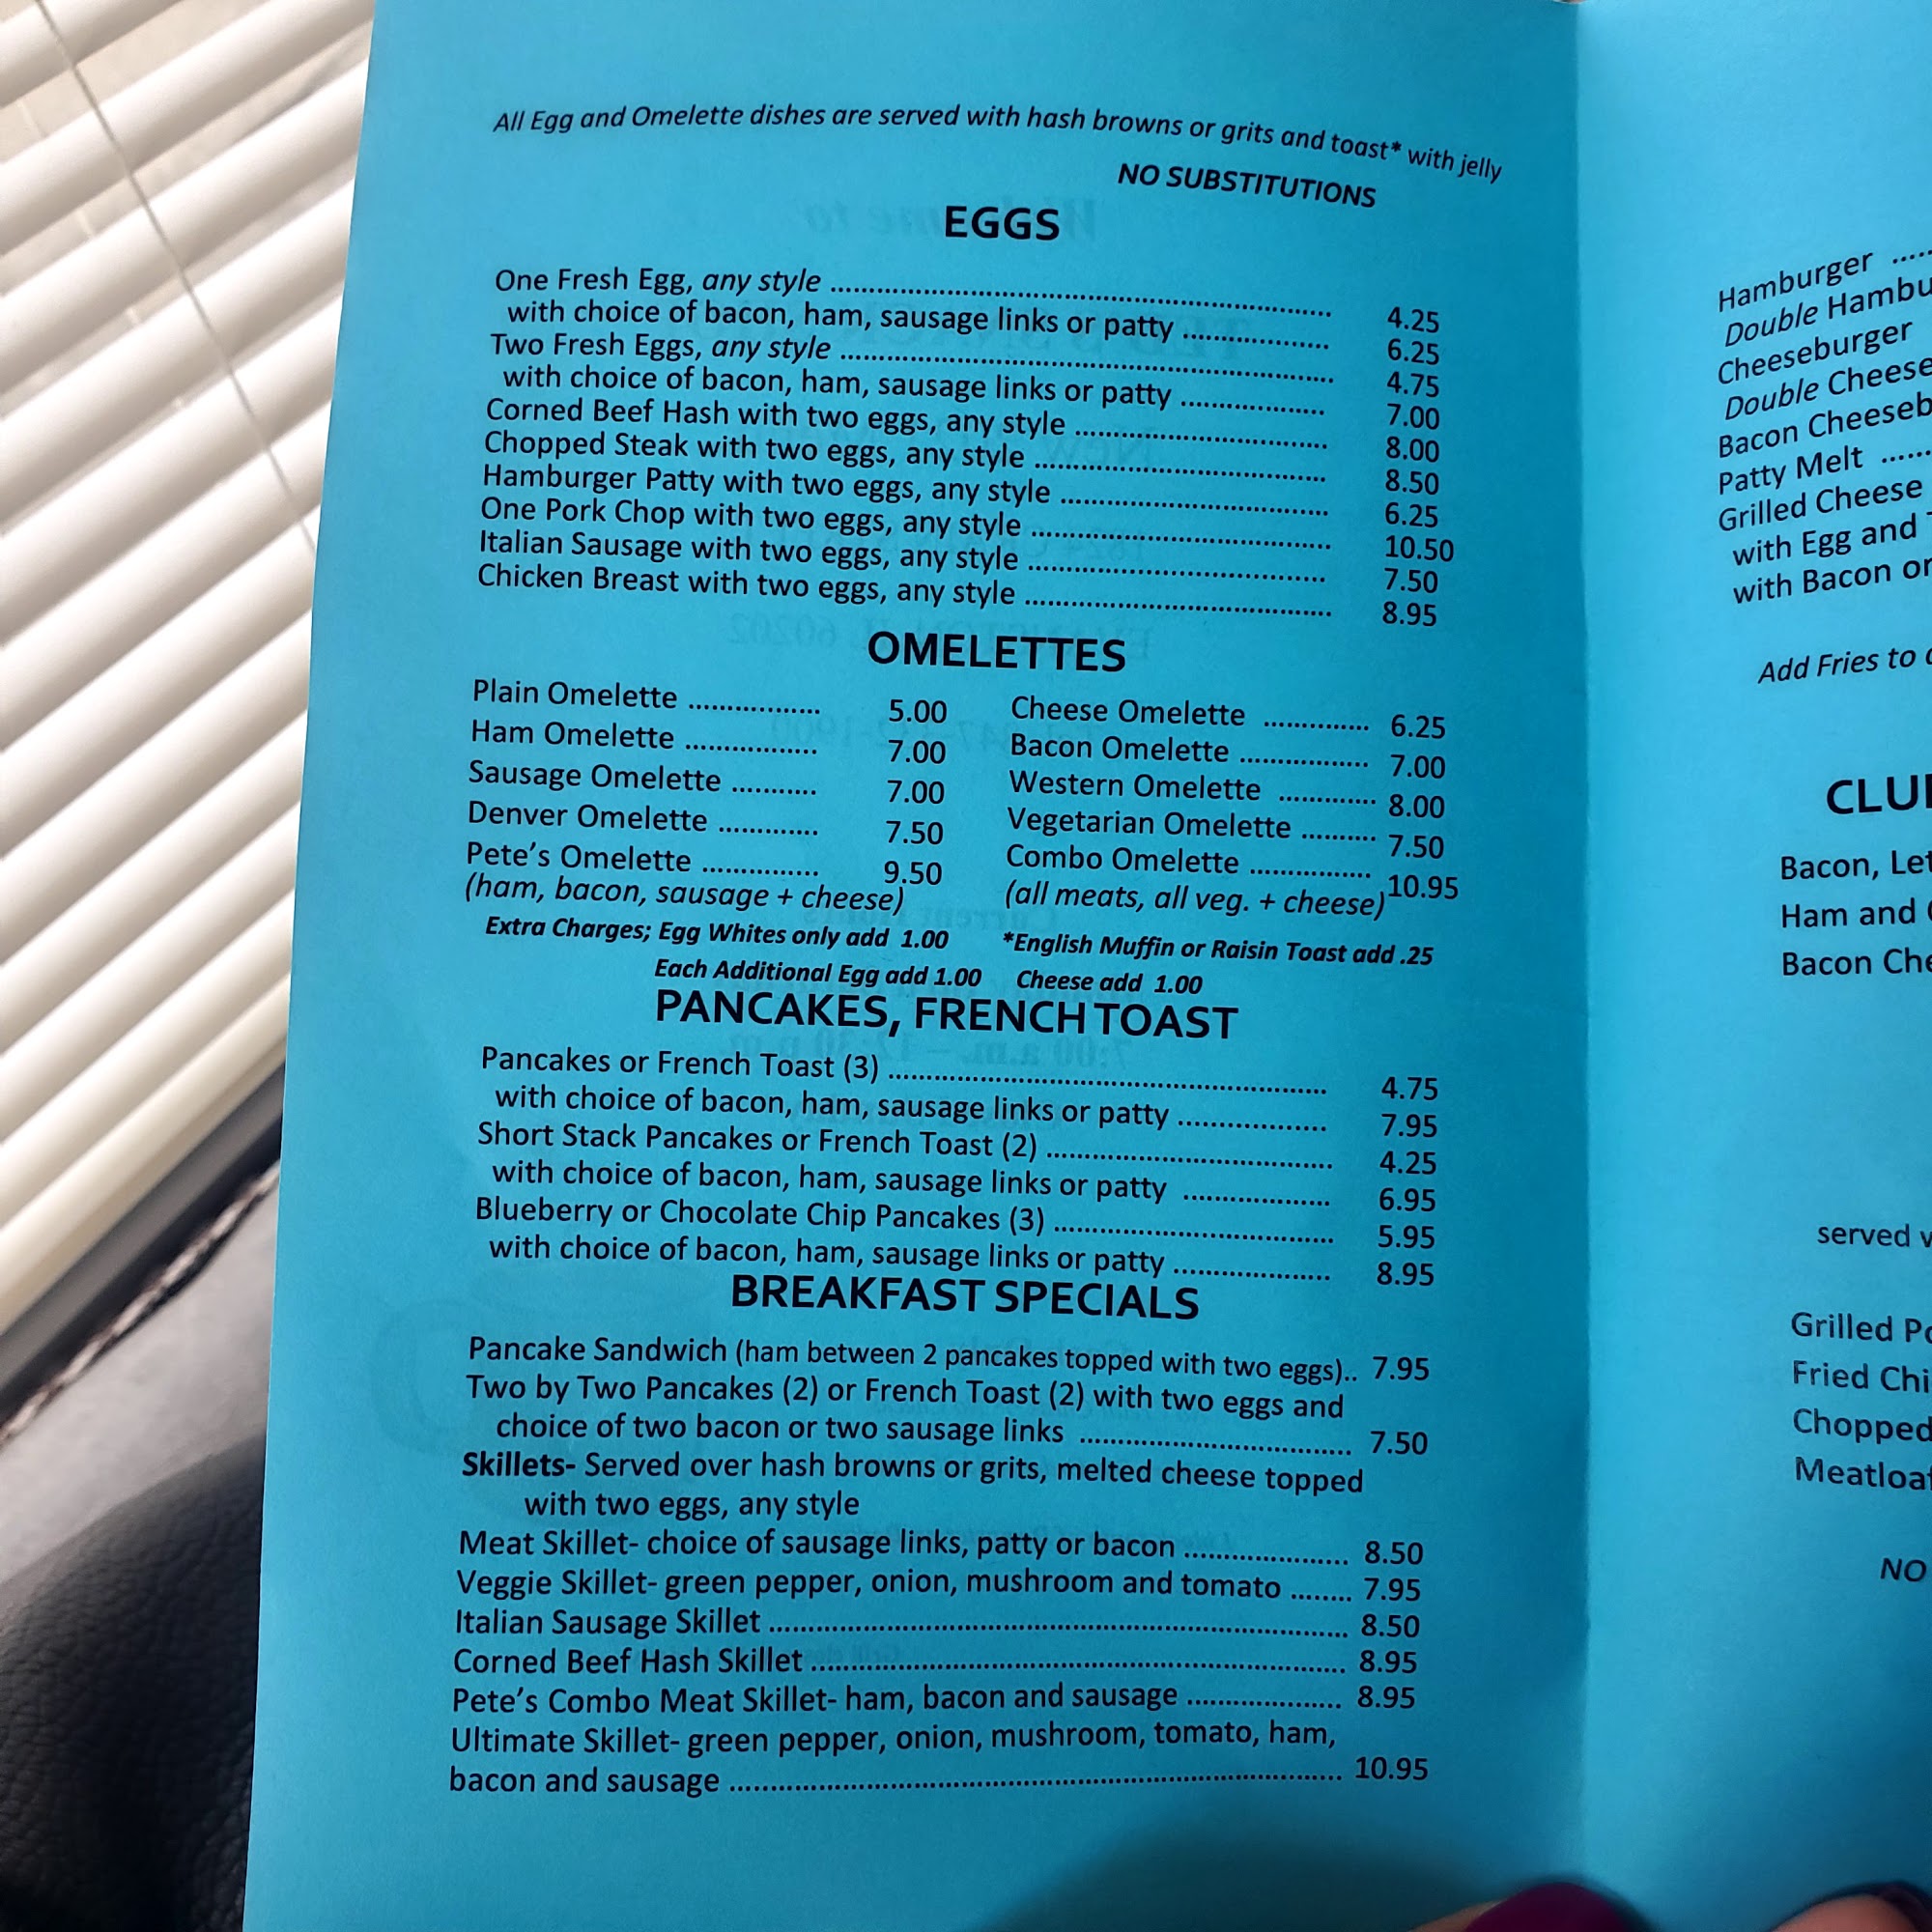 All Egg and Omelette dishes are served with hash browns or grits and toast* with jelly
NO SUBSTITUTIONS
EGGS
One Fresh Egg, any style ........ 4.25
with choice of bacon, ham, sausage links or patty ........ 6.25
Two Fresh Eggs, any style ........ 4.75
with choice of bacon, ham, sausage links or patty ........ 7.00
Corned Beef Hash with two eggs, any style ........ 8.00
Chopped Steak with two eggs, any style ........ 8.50
Hamburger Patty with two eggs, any style ........ 6.25
One Pork Chop with two eggs, any style ........ 10.50
Italian Sausage with two eggs, any style ........ 7.50
Chicken Breast with two eggs, any style ........ 8.95
OMELETTES
Plain Omelette ........ 5.00
Ham Omelette ........ 7.00
Sausage Omelette ........ 7.00
Denver Omelette ........ 7.50
Pete's Omelette ........ 9.50
(ham, bacon, sausage + cheese)
Cheese Omelette ........ 6.25
Bacon Omelette ........ 7.00
Western Omelette ........ 8.00
Vegetarian Omelette ........ 7.50
Combo Omelette ........ 10.95
(all meats, all veg. + cheese)
Extra Charges; Egg Whites only add 1.00 *English Muffin or Raisin Toast add .25
Each Additional Egg add 1.00 Cheese add 1.00
PANCAKES, FRENCH TOAST
Pancakes or French Toast (3) ........ 4.75
with choice of bacon, ham, sausage links or patty ........ 7.95
Short Stack Pancakes or French Toast (2) ........ 4.25
with choice of bacon, ham, sausage links or patty ........ 6.95
Blueberry or Chocolate Chip Pancakes (3) ........ 5.95
with choice of bacon, ham, sausage links or patty ........ 8.95
BREAKFAST SPECIALS
Pancake Sandwich (ham between 2 pancakes topped with two eggs).. 7.95
Two by Two Pancakes (2) or French Toast (2) with two eggs and
choice of two bacon or two sausage links ........ 7.50
Skillets- Served over hash browns or grits, melted cheese topped
with two eggs, any style
Meat Skillet- choice of sausage links, patty or bacon ........ 8.50
Veggie Skillet- green pepper, onion, mushroom and tomato ........ 7.95
Italian Sausage Skillet ........ 8.50
Corned Beef Hash Skillet ........ 8.95
Pete's Combo Meat Skillet- ham, bacon and sausage ........ 8.95
Ultimate Skillet- green pepper, onion, mushroom, tomato, ham,
bacon and sausage ........ 10.95
Hamburger .....
Double
Cheeseburger
Double Cheese
Bacon
Patty Melt ......
Grilled Cheese
with Egg and
with Bacon or
Add Fries to
Bacon,
Ham and
Bacon
served
Grilled
Fried
Chopped
NO